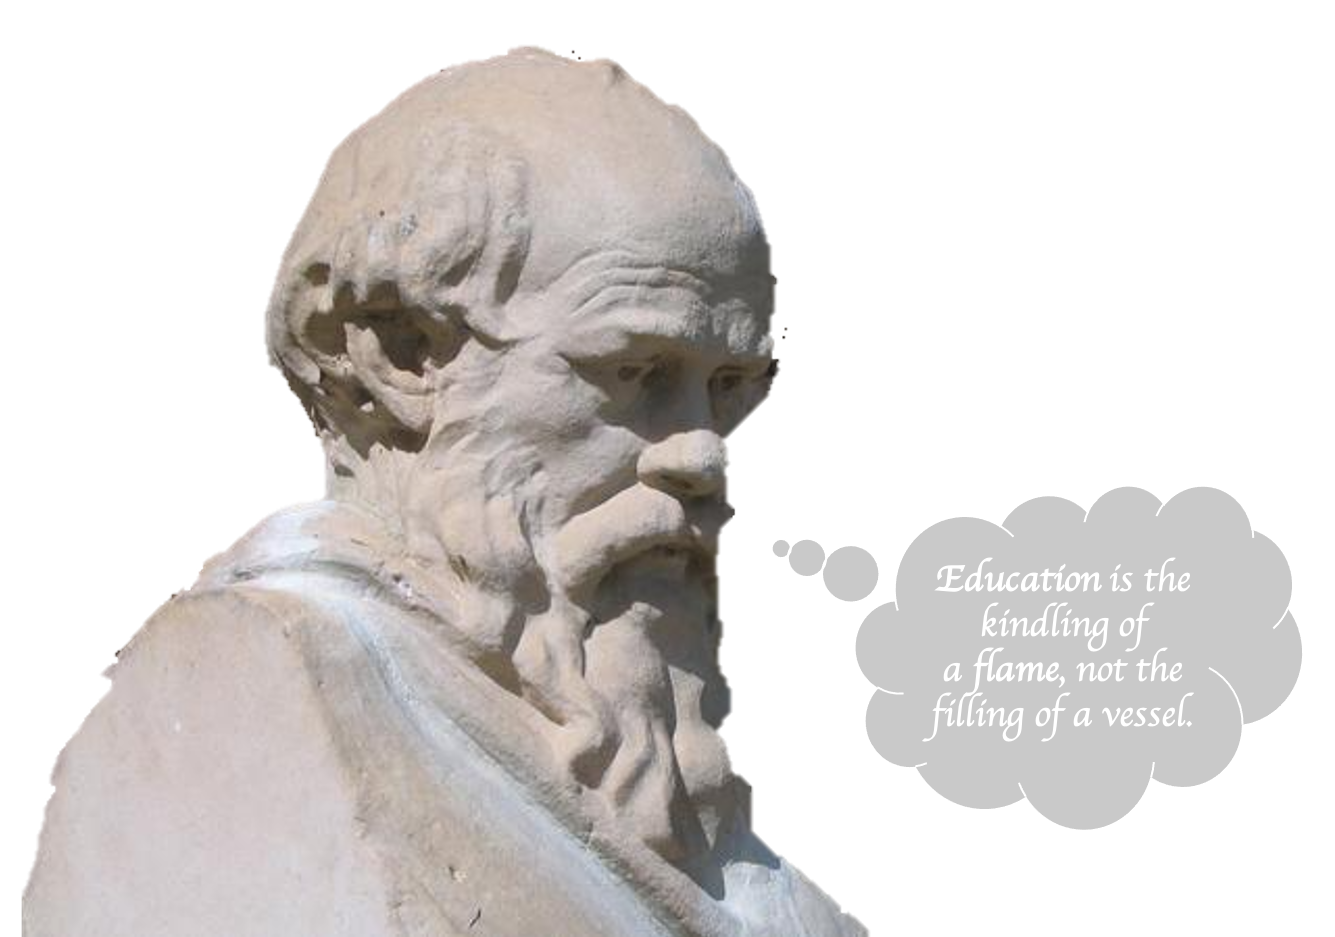 Education is the
kindling of
a flame, not the
filling of a vessel.